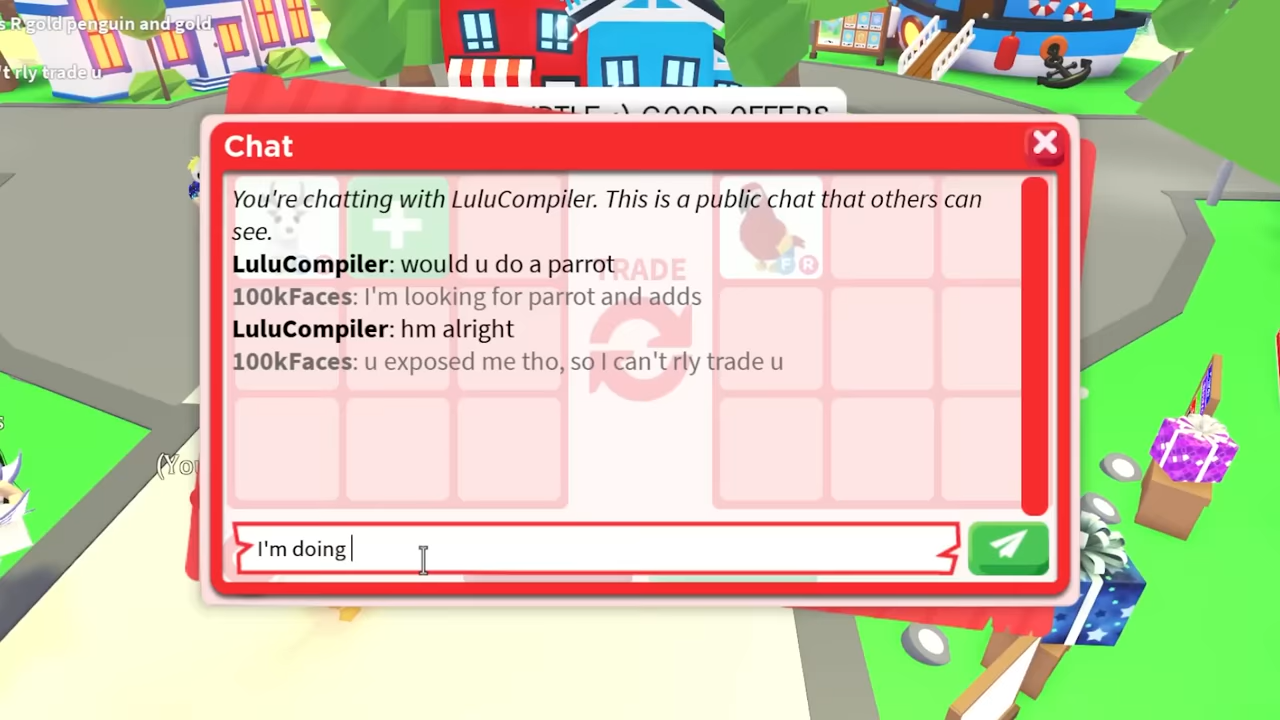 s R gold penguin and gold
't rly trade u
GOOD OFFERS
Chat
You're chatting with LuluCompiler. This is a public chat that others can
see.
LuluCompiler: would u do a parrot
TRADE
100kFaces: I'm looking for parrot and adds
LuluCompiler: hm alright
100kFaces: u exposed me tho, so I can't rly trade u
F R
(You
I'm doing